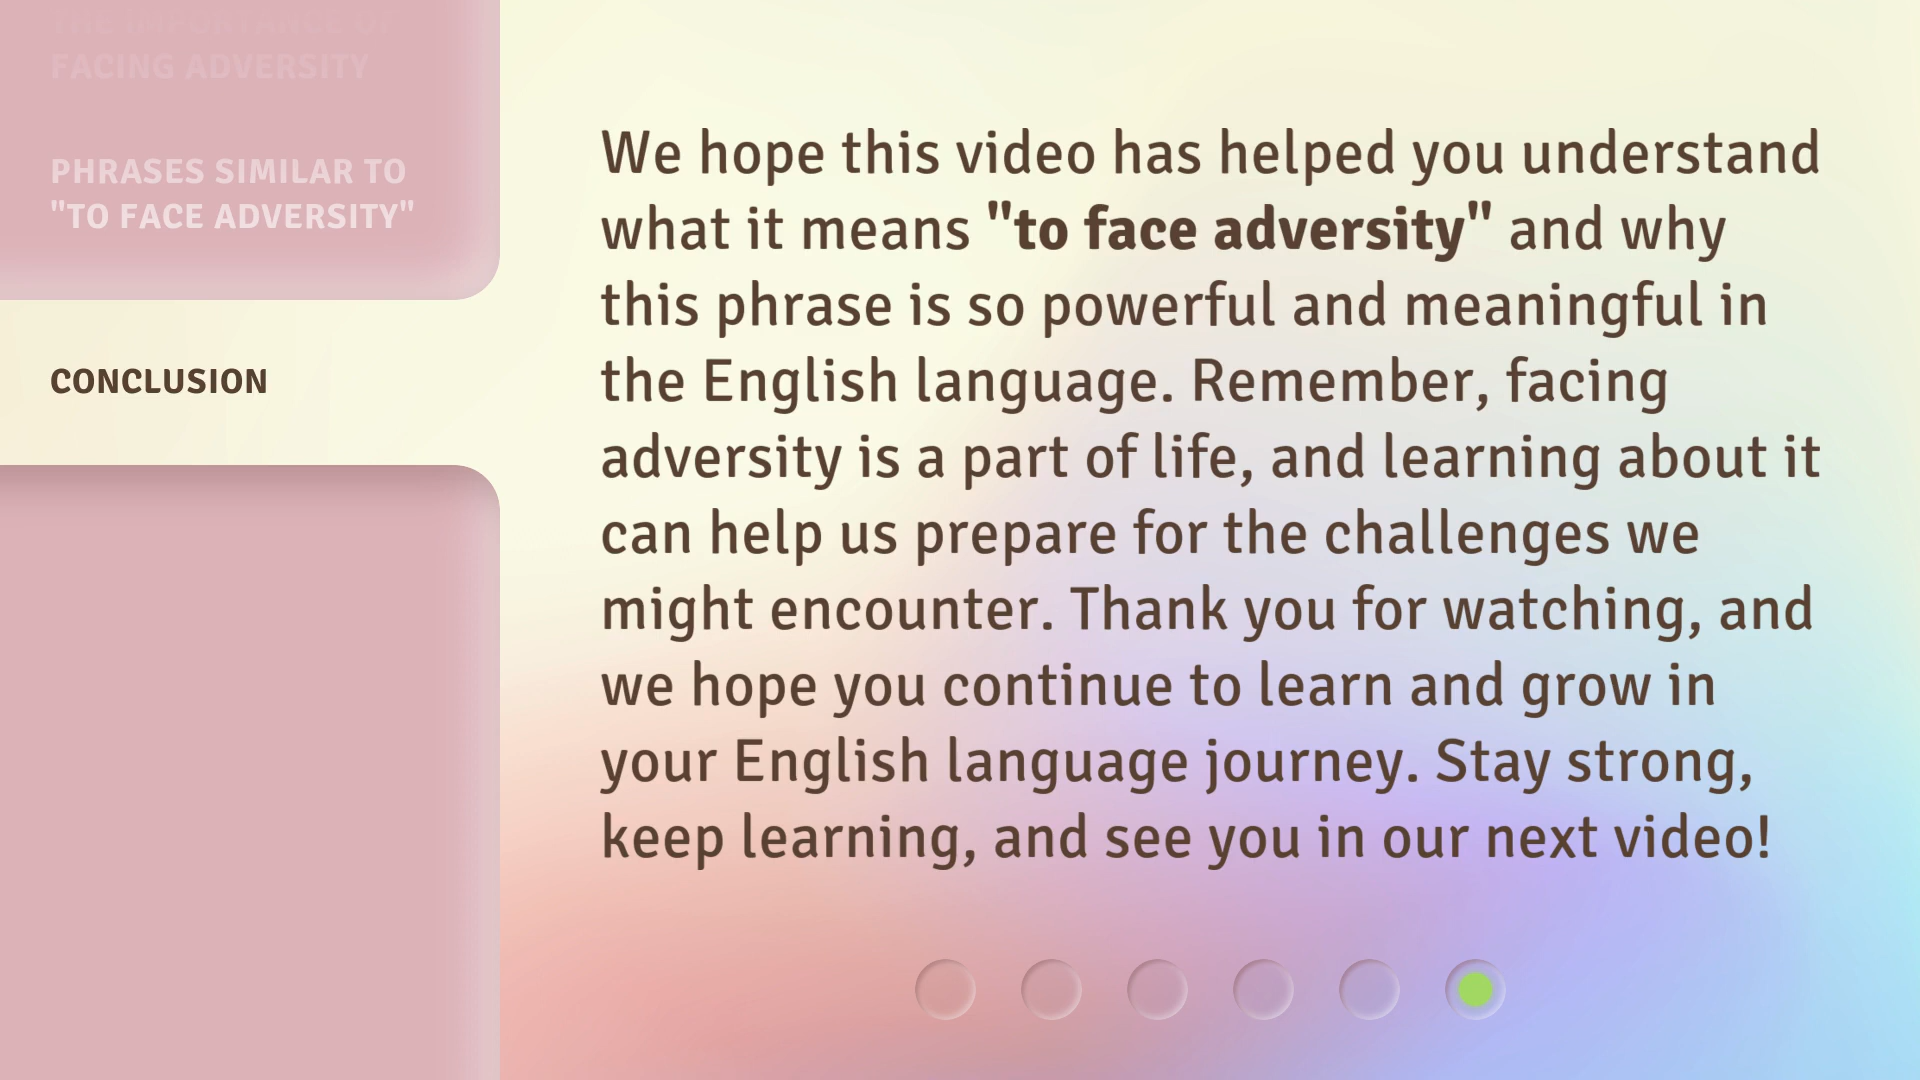 THE IMPORTANCE OF
FACING ADVERSITY
PHRASES SIMILAR TO
"TO FACE ADVERSITY"
CONCLUSION
We hope this video has helped you understand
what it means "to face adversity" and why
this phrase is so powerful and meaningful in
the English language. Remember, facing
adversity is a part of life, and learning about it
can help us prepare for the challenges we
might encounter. Thank you for watching, and
we hope you continue to learn and grow in
your English language journey. Stay strong,
keep learning, and see you in our next video!